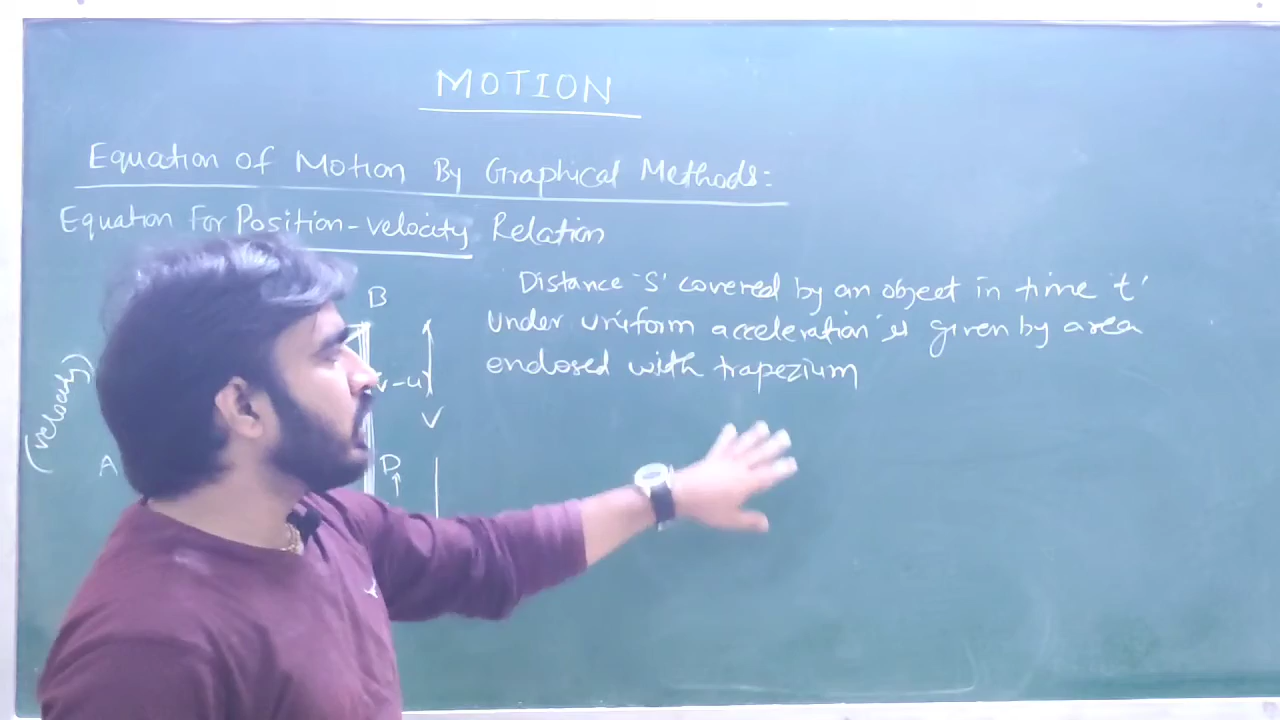 MOTION
Equation of Motion By Graphical Methods:
Equation For Position-velocity Relation
Distance 'S' covered by an object in time 't'
under uniform acceleration is given by area
enclosed with trapezium
B
v-u
V
(velocity)
A
D